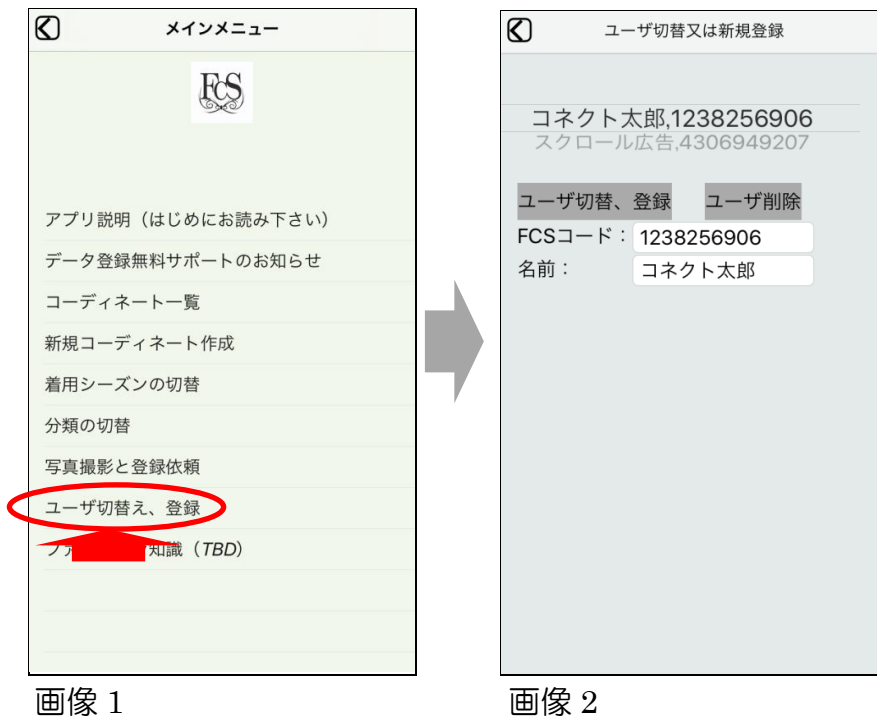 メインメニュー
FCS
アプリ説明（はじめにお読み下さい）
データ登録無料サポートのお知らせ
コーディネート一覧
新規コーディネート作成
着用シーズンの切替
分類の切替
写真撮影と登録依頼
ユーザ切替え、登録
知識（TBD）
画像 1
ユーザ切替又は新規登録
コネクト太郎,1238256906
スクロール広告,4306949207
ユーザ切替、登録 ユーザ削除
FCSコード： 1238256906
名前： コネクト太郎
画像 2